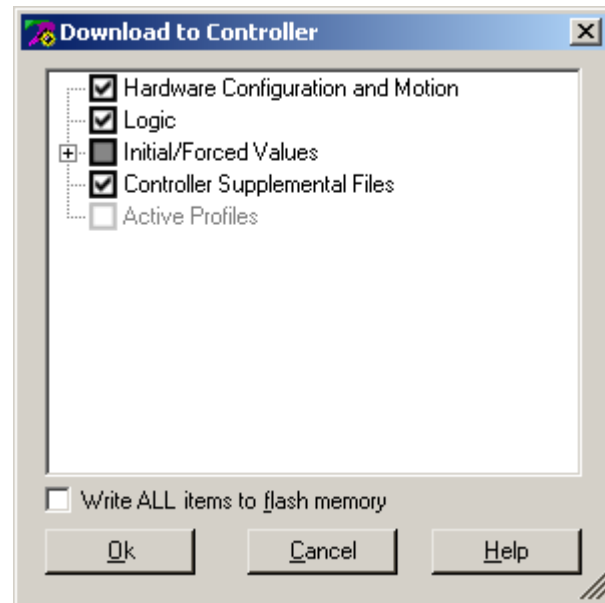 Download to Controller
Hardware Configuration and Motion
Logic
Initial/Forced Values
Controller Supplemental Files
Active Profiles
Write ALL items to flash memory
Ok Cancel Help